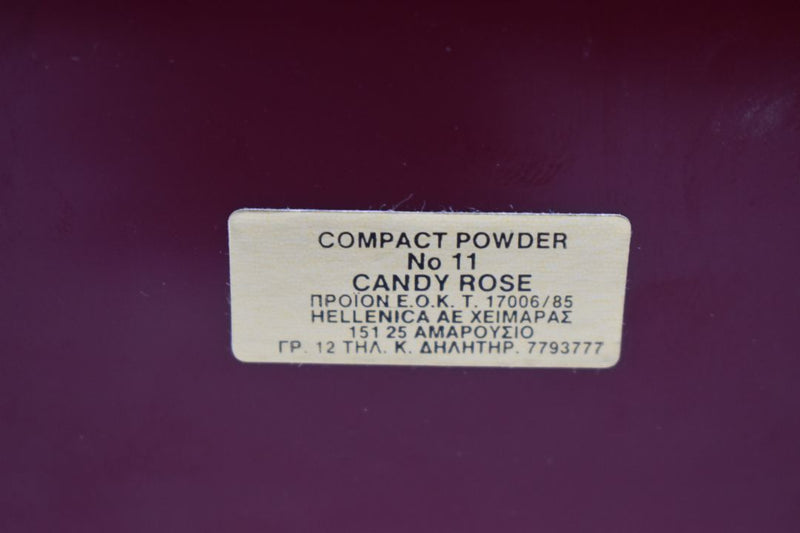 COMPACT POWDER
No 11
CANDY ROSE
ΠΡΟΪΟΝ Ε.Ο.Κ. Τ. 17006/85
HELLENICA AE ΧΕΙΜΑΡΑΣ
151 25 ΑΜΑΡΟΥΣΙΟ
ΓΡ. 12 ΤΗΛ. Κ. ΔΗΛΗΤΗΡ. 7793777